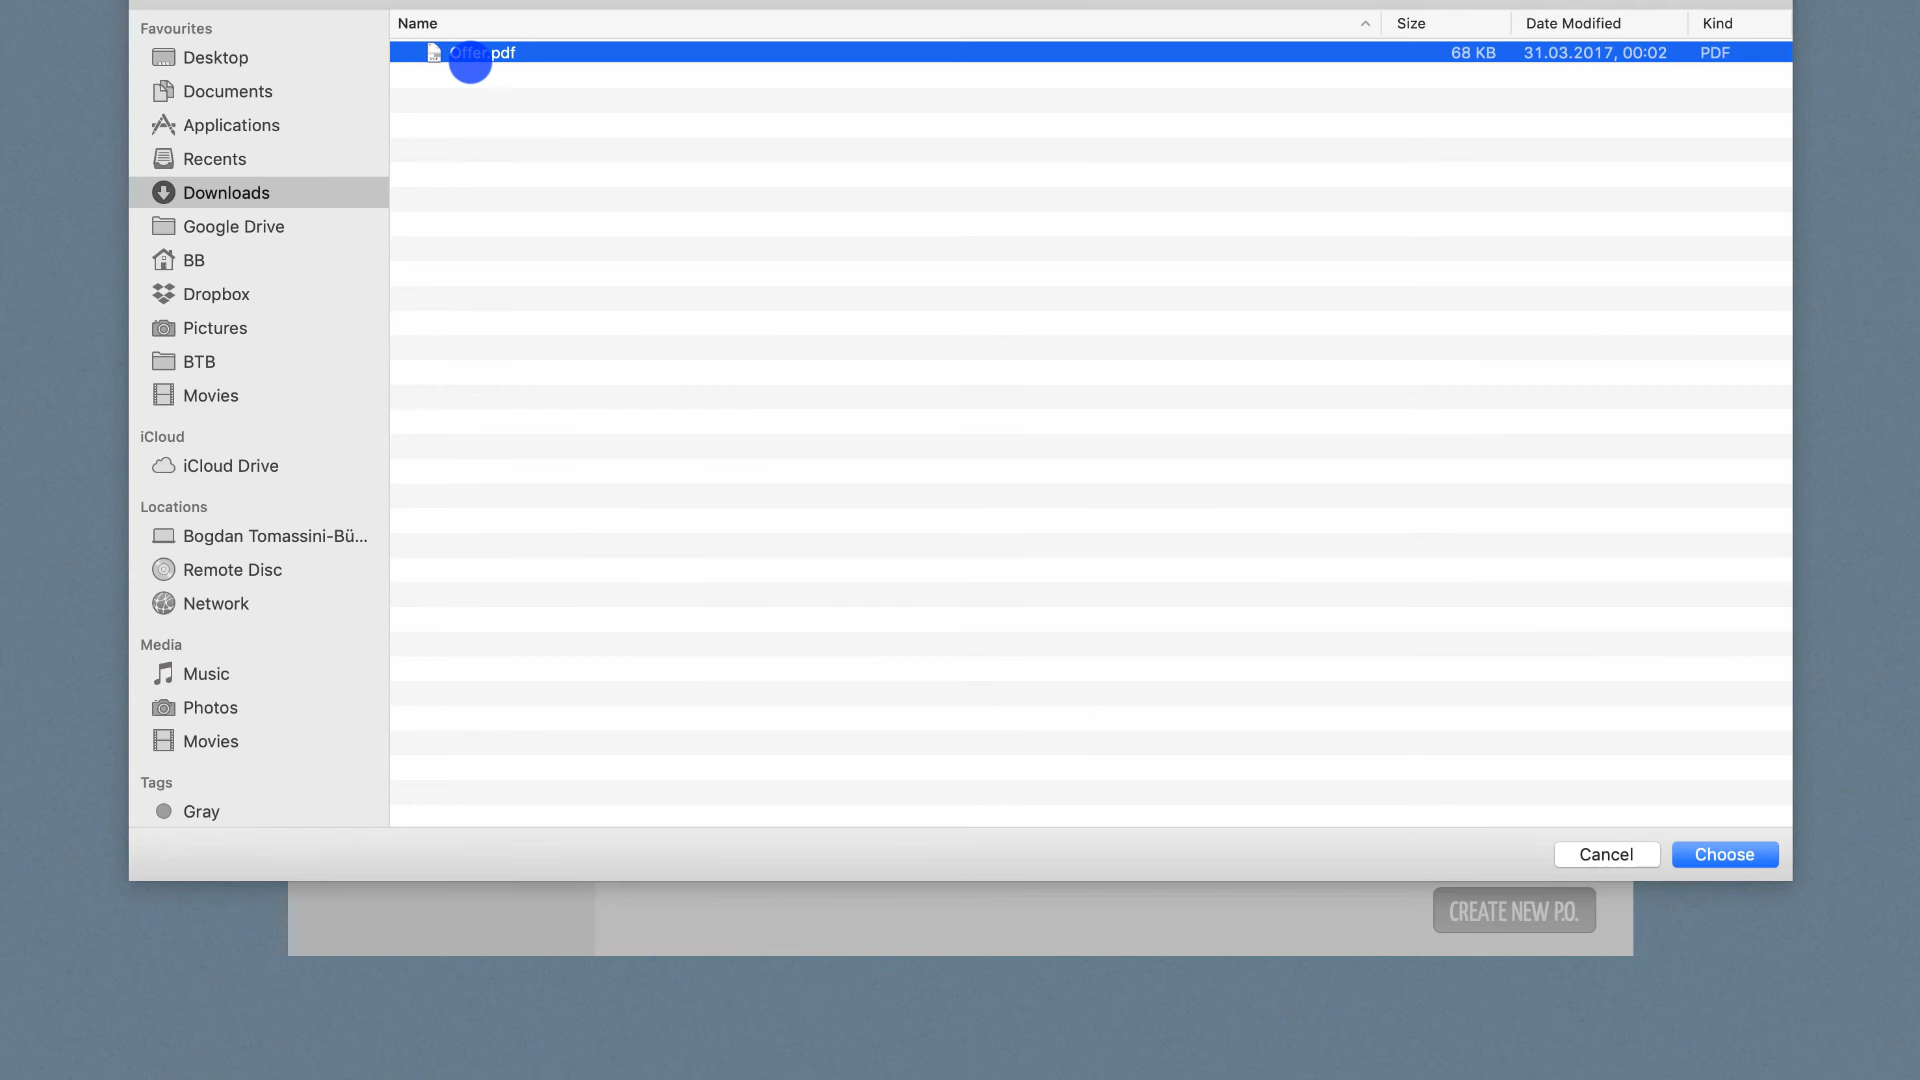 Favourites
Name Size Date Modified Kind
Offer.pdf 68 KB 31.03.2017, 00:02 PDF
Desktop
Documents
Applications
Recents
Downloads
Google Drive
BB
Dropbox
Pictures
BTB
Movies
iCloud
iCloud Drive
Locations
Bogdan Tomassini-Bü...
Remote Disc
Network
Media
Music
Photos
Movies
Tags
Gray
Cancel Choose
CREATE NEW P.O.